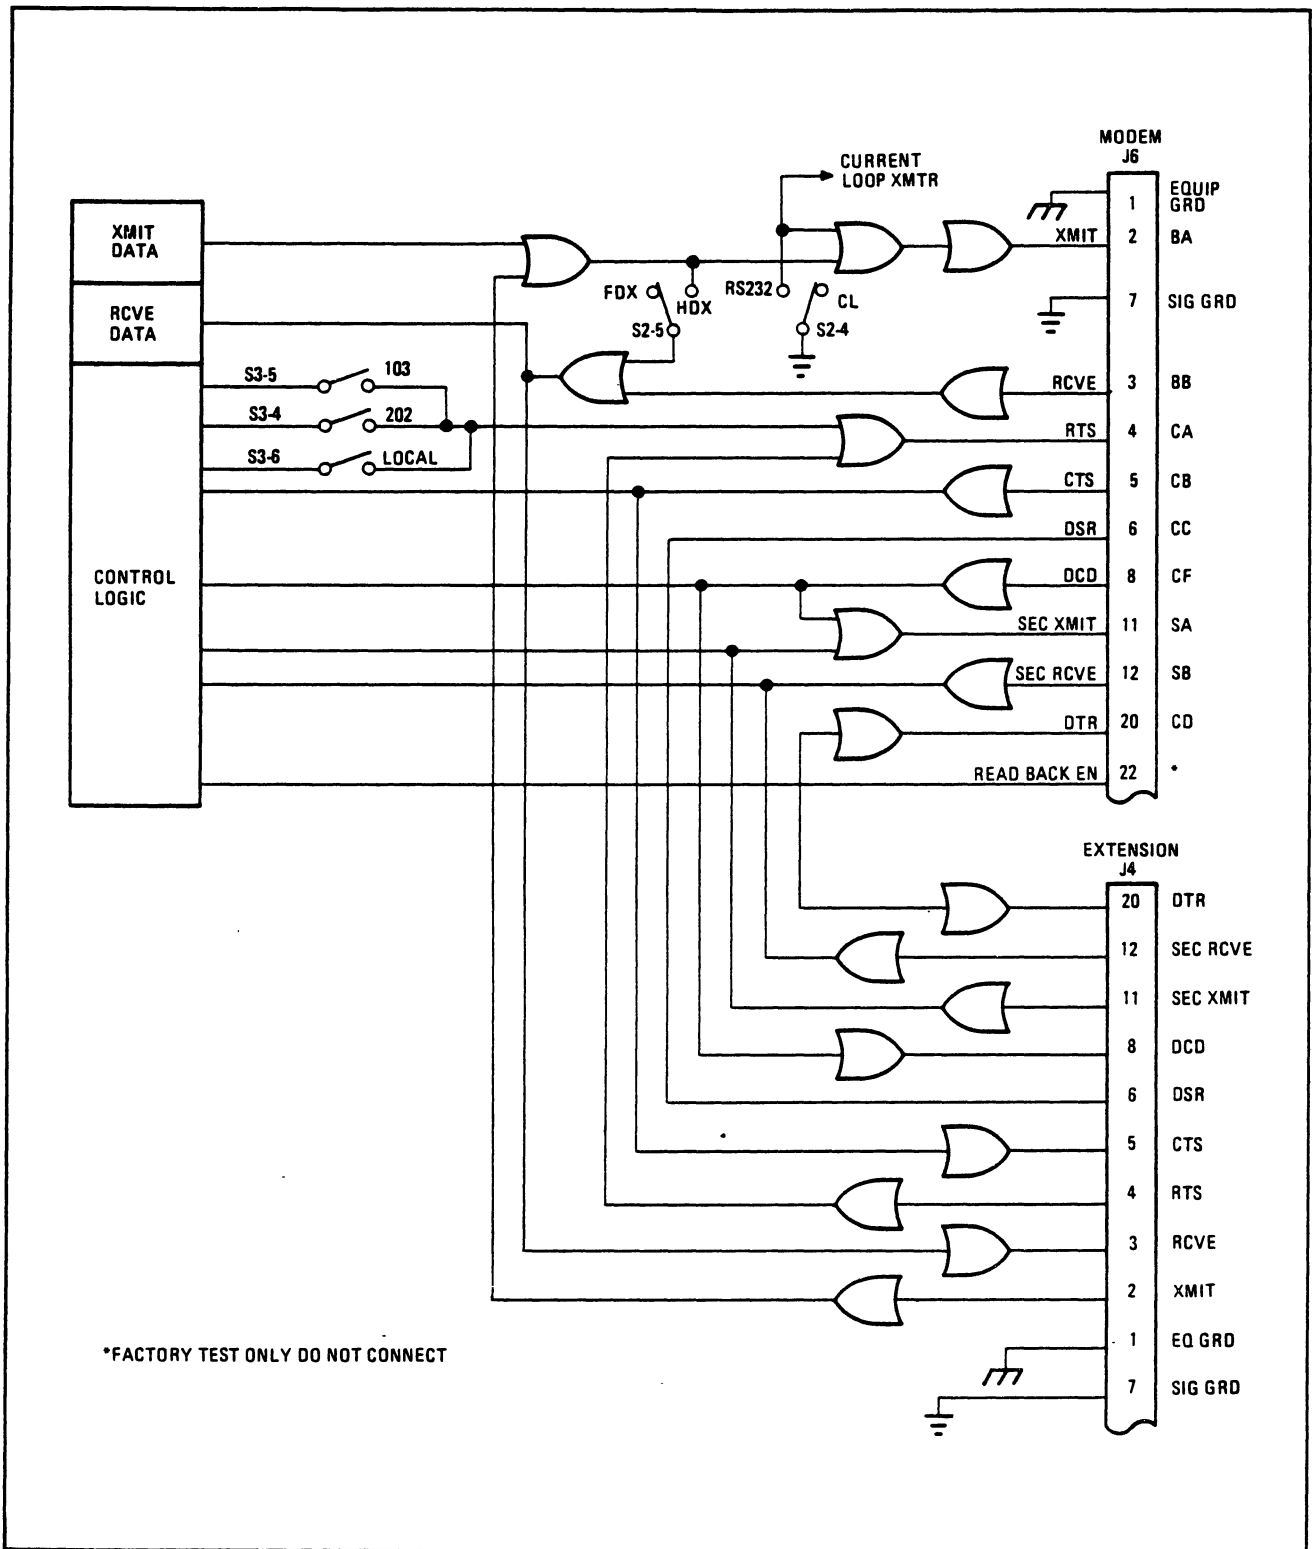 MODEM
J6
CURRENT
LOOP XMTR
1 EQUIP
GRD
XMIT
DATA
XMIT 2 BA
FDX HDX RS232 CL
7 SIG GRD
RCVE
DATA
S2-5 S2-4
S3-5 103
RCVE 3 BB
S3-4 202
RTS 4 CA
S3-6 LOCAL
CTS 5 CB
DSR 6 CC
CONTROL
LOGIC
DCD 8 CF
SEC XMIT 11 SA
SEC RCVE 12 SB
DTR 20 CD
READ BACK EN 22 *
EXTENSION
J4
20 DTR
12 SEC RCVE
11 SEC XMIT
8 DCD
6 DSR
5 CTS
4 RTS
3 RCVE
2 XMIT
1 EQ GRD
*FACTORY TEST ONLY DO NOT CONNECT
7 SIG GRD